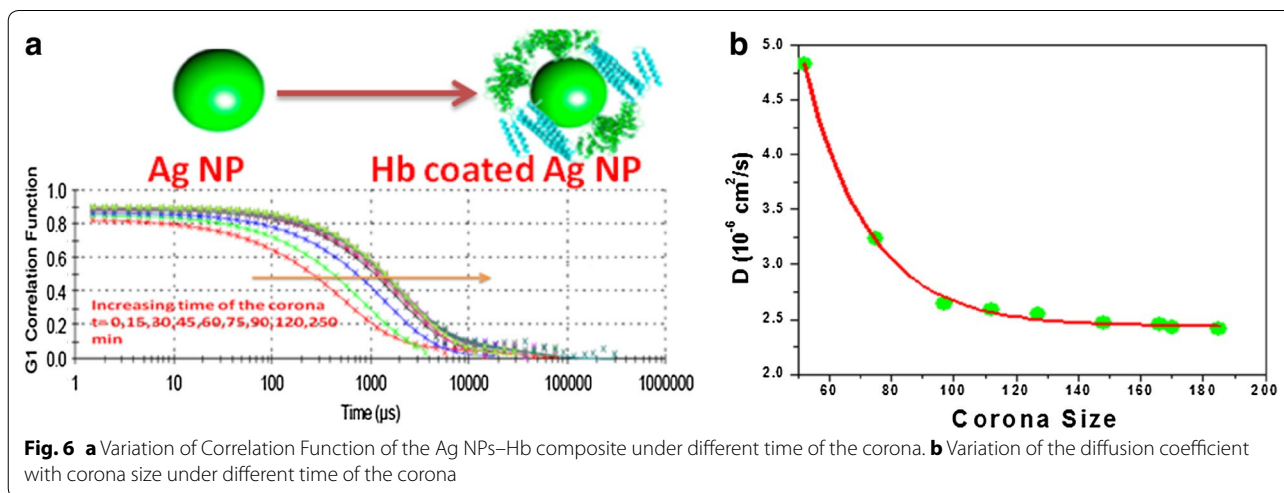 a
Ag NP
Hb coated Ag NP
G1 Correlation Function
1.0
0.8
0.6
0.4
0.2
0.0
Increasing time of the corona
t= 0,15,30,45,60,75,90,120,250
min
1 10 100 1000 10000 100000 1000000
Time (µs)
b
D (10⁻⁶ cm²/s)
5.0
4.5
4.0
3.5
3.0
2.5
2.0
60 80 100 120 140 160 180 200
Corona Size
Fig. 6 a Variation of Correlation Function of the Ag NPs–Hb composite under different time of the corona. b Variation of the diffusion coefficient
with corona size under different time of the corona